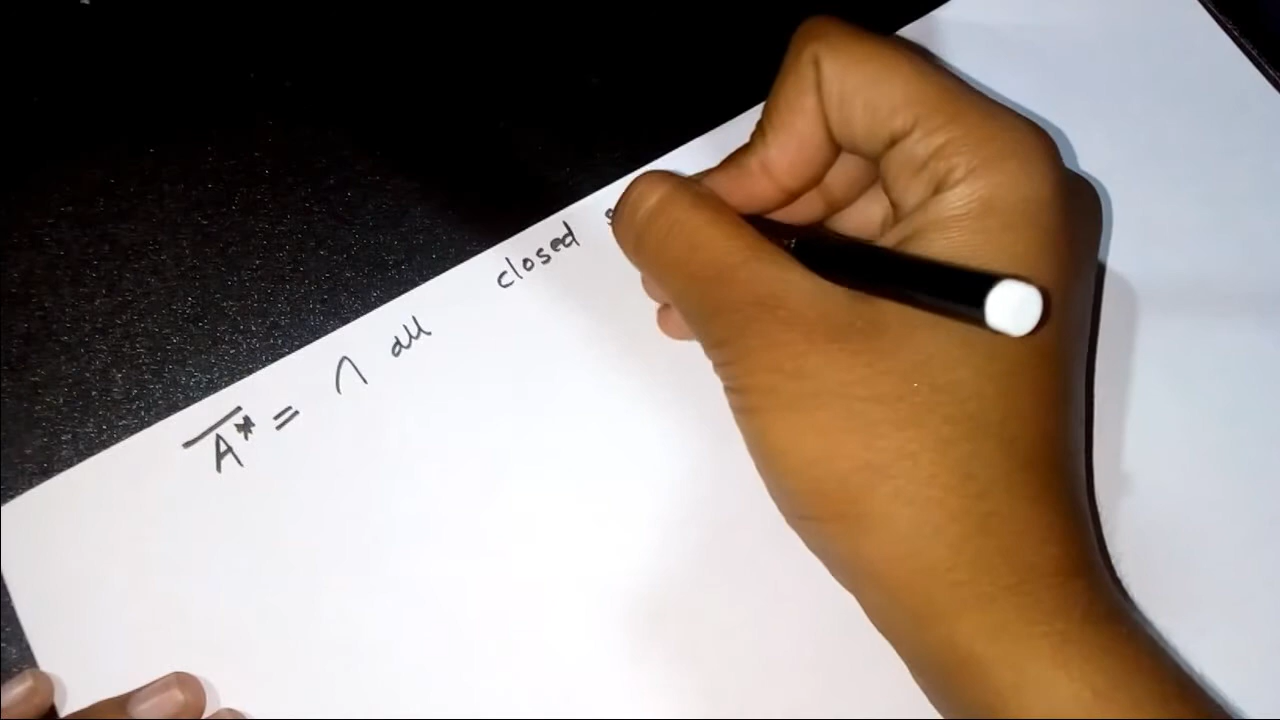 A̅* = ∩ all closed